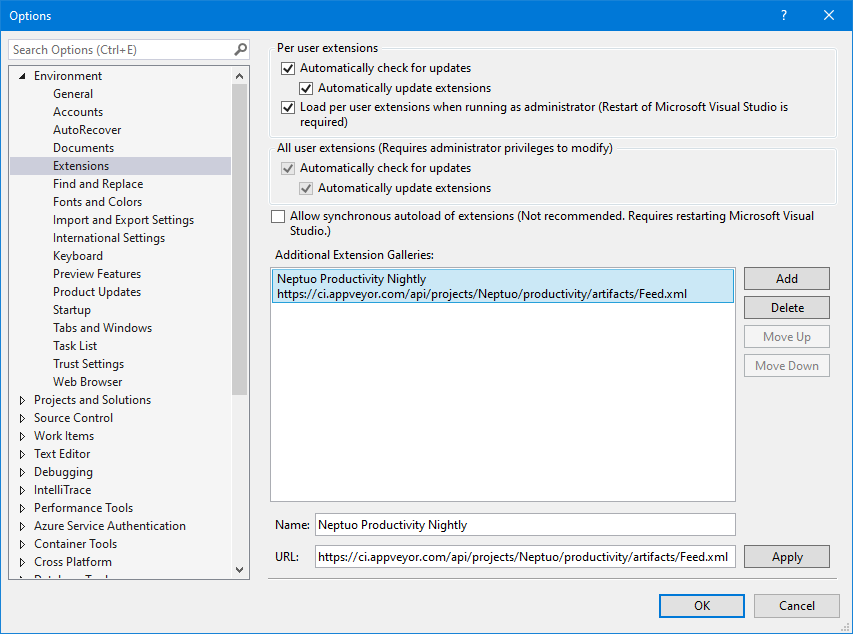 Options
?
Search Options (Ctrl+E)
Environment
General
Accounts
AutoRecover
Documents
Extensions
Find and Replace
Fonts and Colors
Import and Export Settings
International Settings
Keyboard
Preview Features
Product Updates
Startup
Tabs and Windows
Task List
Trust Settings
Web Browser
Projects and Solutions
Source Control
Work Items
Text Editor
Debugging
IntelliTrace
Performance Tools
Azure Service Authentication
Container Tools
Cross Platform
Per user extensions
Automatically check for updates
Automatically update extensions
Load per user extensions when running as administrator (Restart of Microsoft Visual Studio is
required)
All user extensions (Requires administrator privileges to modify)
Automatically check for updates
Automatically update extensions
Allow synchronous autoload of extensions (Not recommended. Requires restarting Microsoft Visual
Studio.)
Additional Extension Galleries:
Neptuo Productivity Nightly
https://ci.appveyor.com/api/projects/Neptuo/productivity/artifacts/Feed.xml
Add
Delete
Move Up
Move Down
Name: Neptuo Productivity Nightly
URL: https://ci.appveyor.com/api/projects/Neptuo/productivity/artifacts/Feed.xml
Apply
OK
Cancel